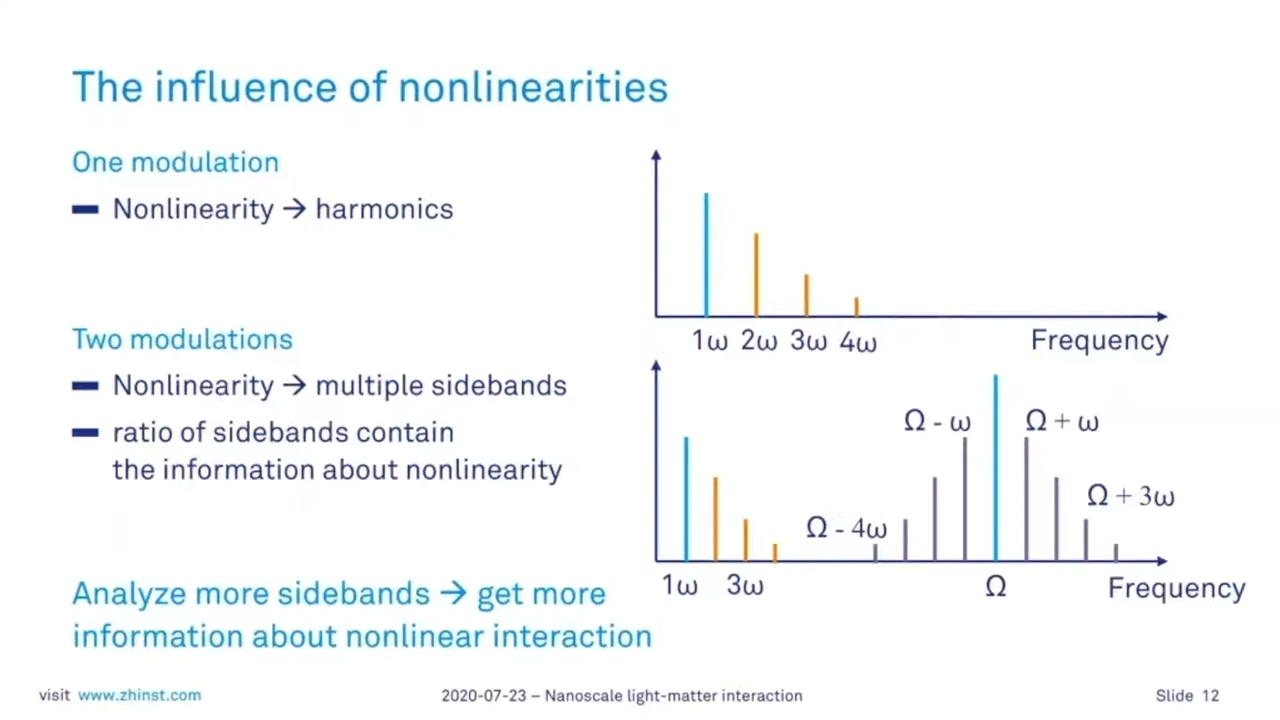 The influence of nonlinearities
One modulation
Nonlinearity → harmonics
1ω 2ω 3ω 4ω
Frequency
Two modulations
Nonlinearity → multiple sidebands
ratio of sidebands contain
the information about nonlinearity
Ω - ω
Ω + ω
Ω + 3ω
Ω - 4ω
1ω 3ω Ω
Frequency
Analyze more sidebands → get more
information about nonlinear interaction
visit www.zhinst.com
2020-07-23 – Nanoscale light-matter interaction
Slide 12